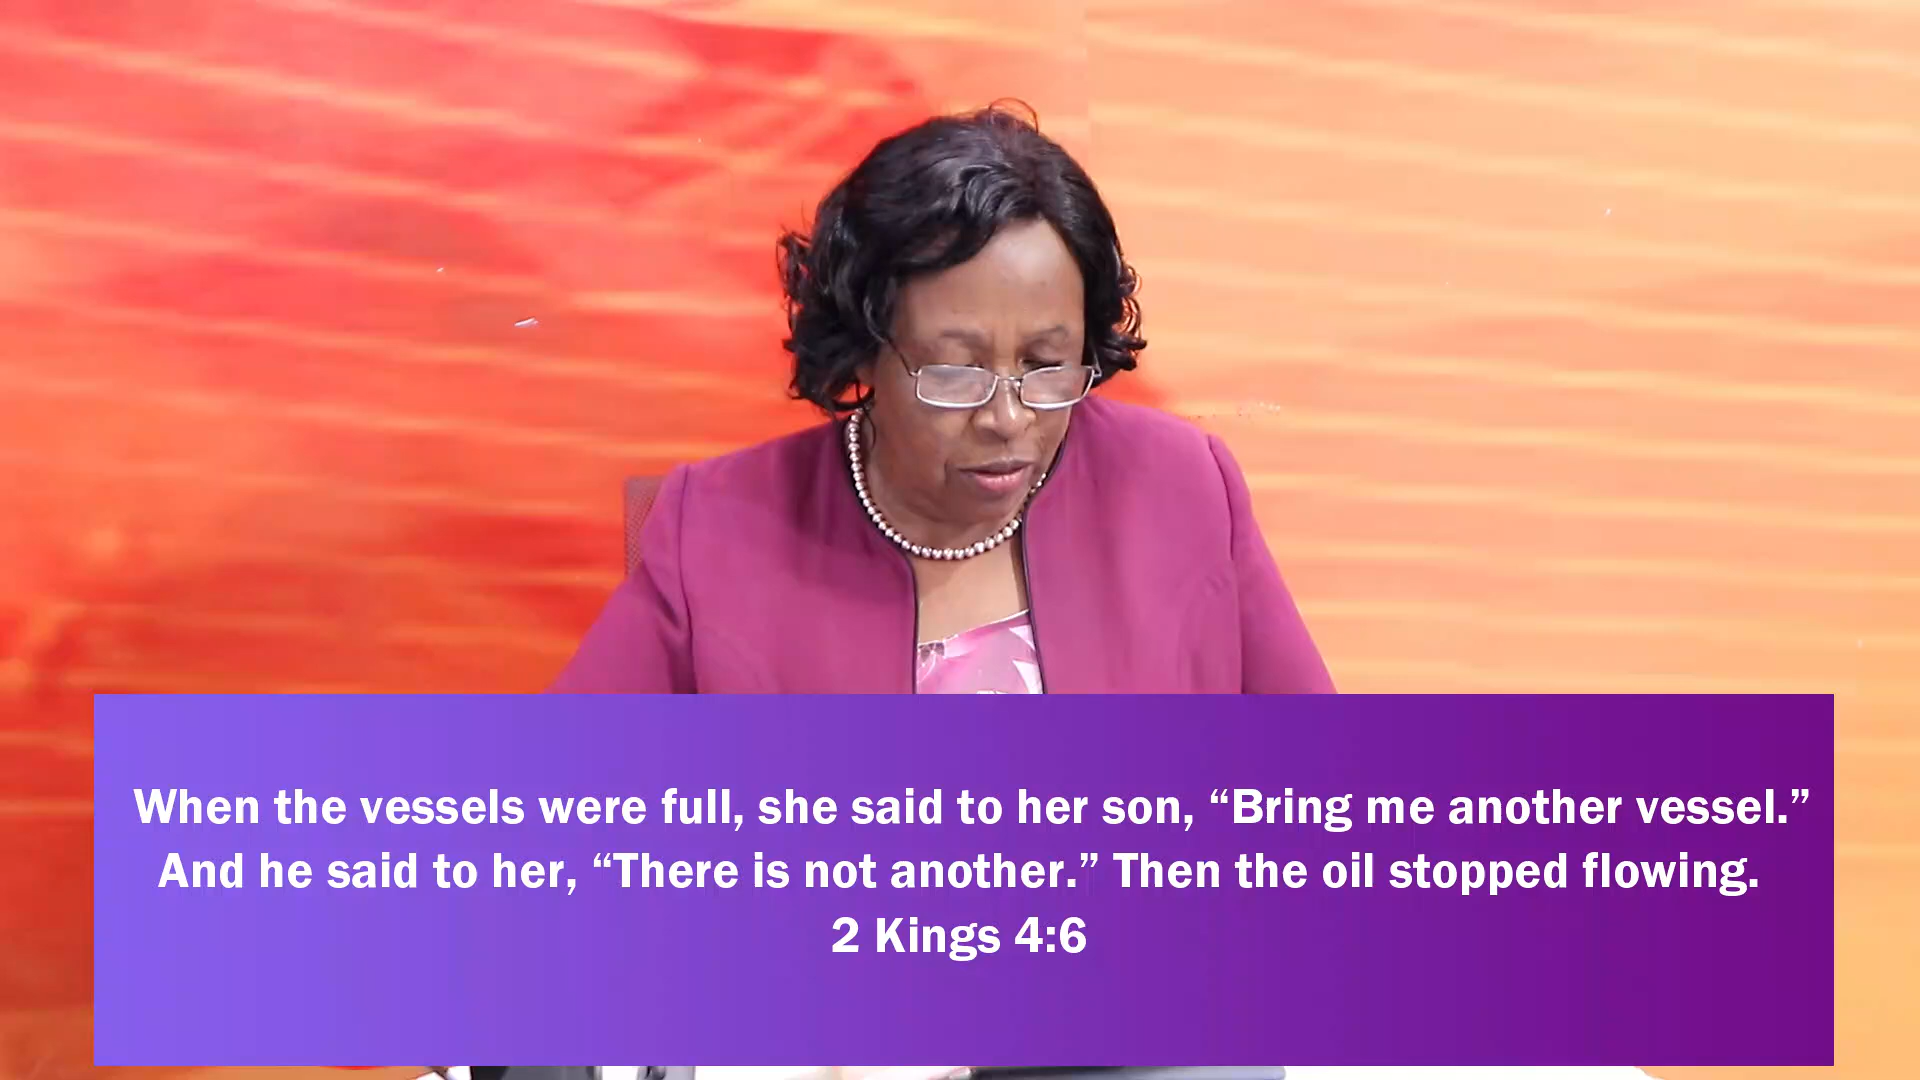 When the vessels were full, she said to her son, “Bring me another vessel.”
And he said to her, “There is not another.” Then the oil stopped flowing.
2 Kings 4:6